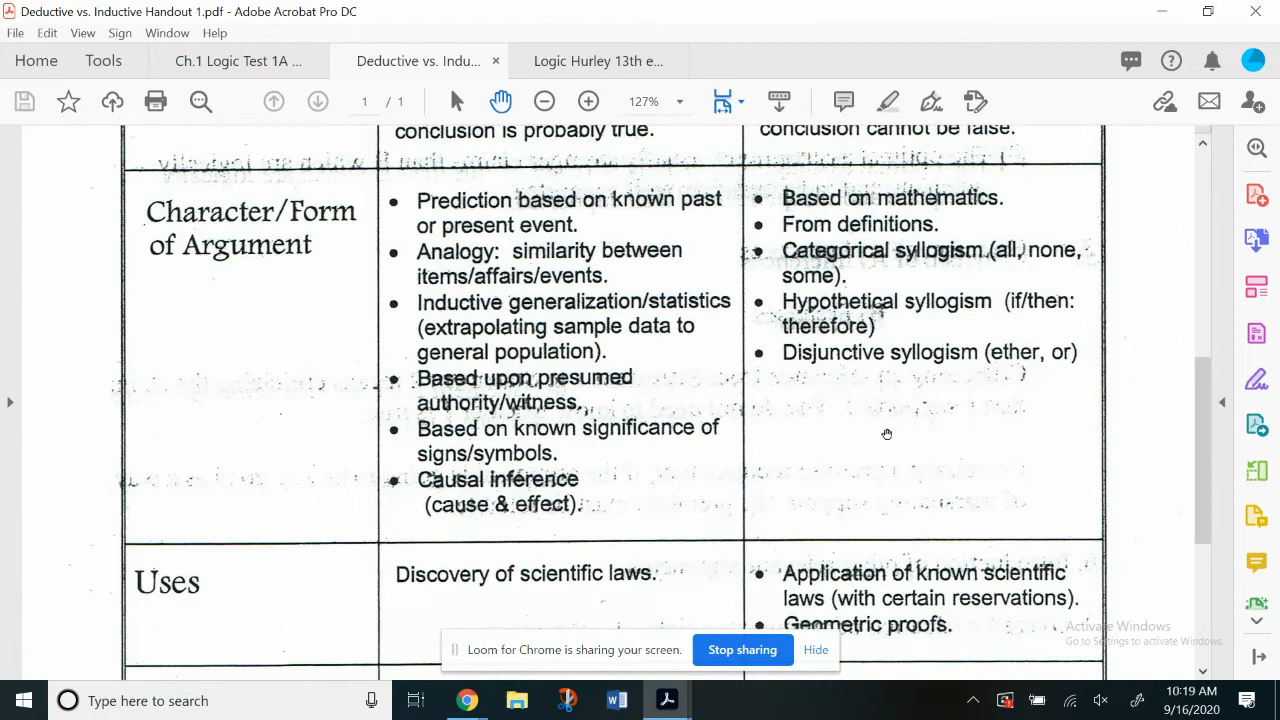 Deductive vs. Inductive Handout 1.pdf - Adobe Acrobat Pro DC
File Edit View Sign Window Help
Home Tools Ch.1 Logic Test 1A ... Deductive vs. Indu... × Logic Hurley 13th e...
1 / 1 127%
conclusion is probably true.
conclusion cannot be false.
Character/Form
of Argument
• Prediction based on known past
or present event.
• Analogy: similarity between
items/affairs/events.
• Inductive generalization/statistics
(extrapolating sample data to
general population).
• Based upon presumed
authority/witness.
• Based on known significance of
signs/symbols.
• Causal inference
(cause & effect).
• Based on mathematics.
• From definitions.
• Categorical syllogism (all, none,
some).
• Hypothetical syllogism (if/then:
therefore)
• Disjunctive syllogism (ether, or)
Uses
Discovery of scientific laws.
• Application of known scientific
laws (with certain reservations).
• Geometric proofs.
Activate Windows
Go to Settings to activate Windows.
Loom for Chrome is sharing your screen. Stop sharing Hide
Type here to search
10:19 AM
9/16/2020